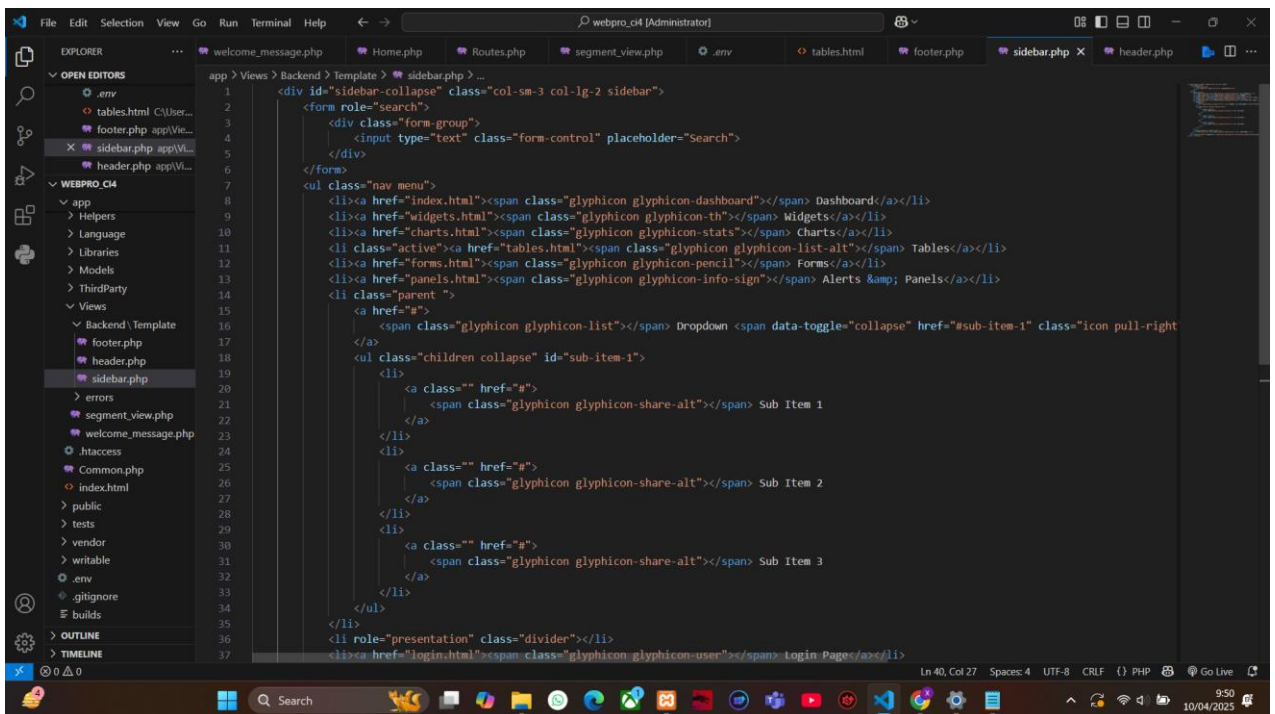 File Edit Selection View Go Run Terminal Help
webpro_ci4 [Administrator]
EXPLORER
welcome_message.php
Home.php
Routes.php
segment_view.php
.env
tables.html
footer.php
sidebar.php
header.php
OPEN EDITORS
.env
tables.html C:\User...
footer.php app\Vie...
sidebar.php app\Vi...
header.php app\Vi...
WEBPRO_CI4
app
Helpers
Language
Libraries
Models
ThirdParty
Views
Backend \ Template
footer.php
header.php
sidebar.php
errors
segment_view.php
welcome_message.php
.htaccess
Common.php
index.html
public
tests
vendor
writable
.env
.gitignore
builds
OUTLINE
TIMELINE
app > Views > Backend > Template > sidebar.php > ...
1 <div id="sidebar-collapse" class="col-sm-3 col-lg-2 sidebar">
2 <form role="search">
3 <div class="form-group">
4 <input type="text" class="form-control" placeholder="Search">
5 </div>
6 </form>
7 <ul class="nav menu">
8 <li><a href="index.html"><span class="glyphicon glyphicon-dashboard"></span> Dashboard</a></li>
9 <li><a href="widgets.html"><span class="glyphicon glyphicon-th"></span> Widgets</a></li>
10 <li><a href="charts.html"><span class="glyphicon glyphicon-stats"></span> Charts</a></li>
11 <li class="active"><a href="tables.html"><span class="glyphicon glyphicon-list-alt"></span> Tables</a></li>
12 <li><a href="forms.html"><span class="glyphicon glyphicon-pencil"></span> Forms</a></li>
13 <li><a href="panels.html"><span class="glyphicon glyphicon-info-sign"></span> Alerts &amp; Panels</a></li>
14 <li class="parent ">
15 <a href="#">
16 <span class="glyphicon glyphicon-list"></span> Dropdown <span data-toggle="collapse" href="#sub-item-1" class="icon pull-right
17 </a>
18 <ul class="children collapse" id="sub-item-1">
19 <li>
20 <a class="" href="#">
21 <span class="glyphicon glyphicon-share-alt"></span> Sub Item 1
22 </a>
23 </li>
24 <li>
25 <a class="" href="#">
26 <span class="glyphicon glyphicon-share-alt"></span> Sub Item 2
27 </a>
28 </li>
29 <li>
30 <a class="" href="#">
31 <span class="glyphicon glyphicon-share-alt"></span> Sub Item 3
32 </a>
33 </li>
34 </ul>
35 </li>
36 <li role="presentation" class="divider"></li>
37 <li><a href="login.html"><span class="glyphicon glyphicon-user"></span> Login Page</a></li>
0 0
Ln 40, Col 27 Spaces: 4 UTF-8 CRLF {} PHP Go Live
Search
9:50
10/04/2025